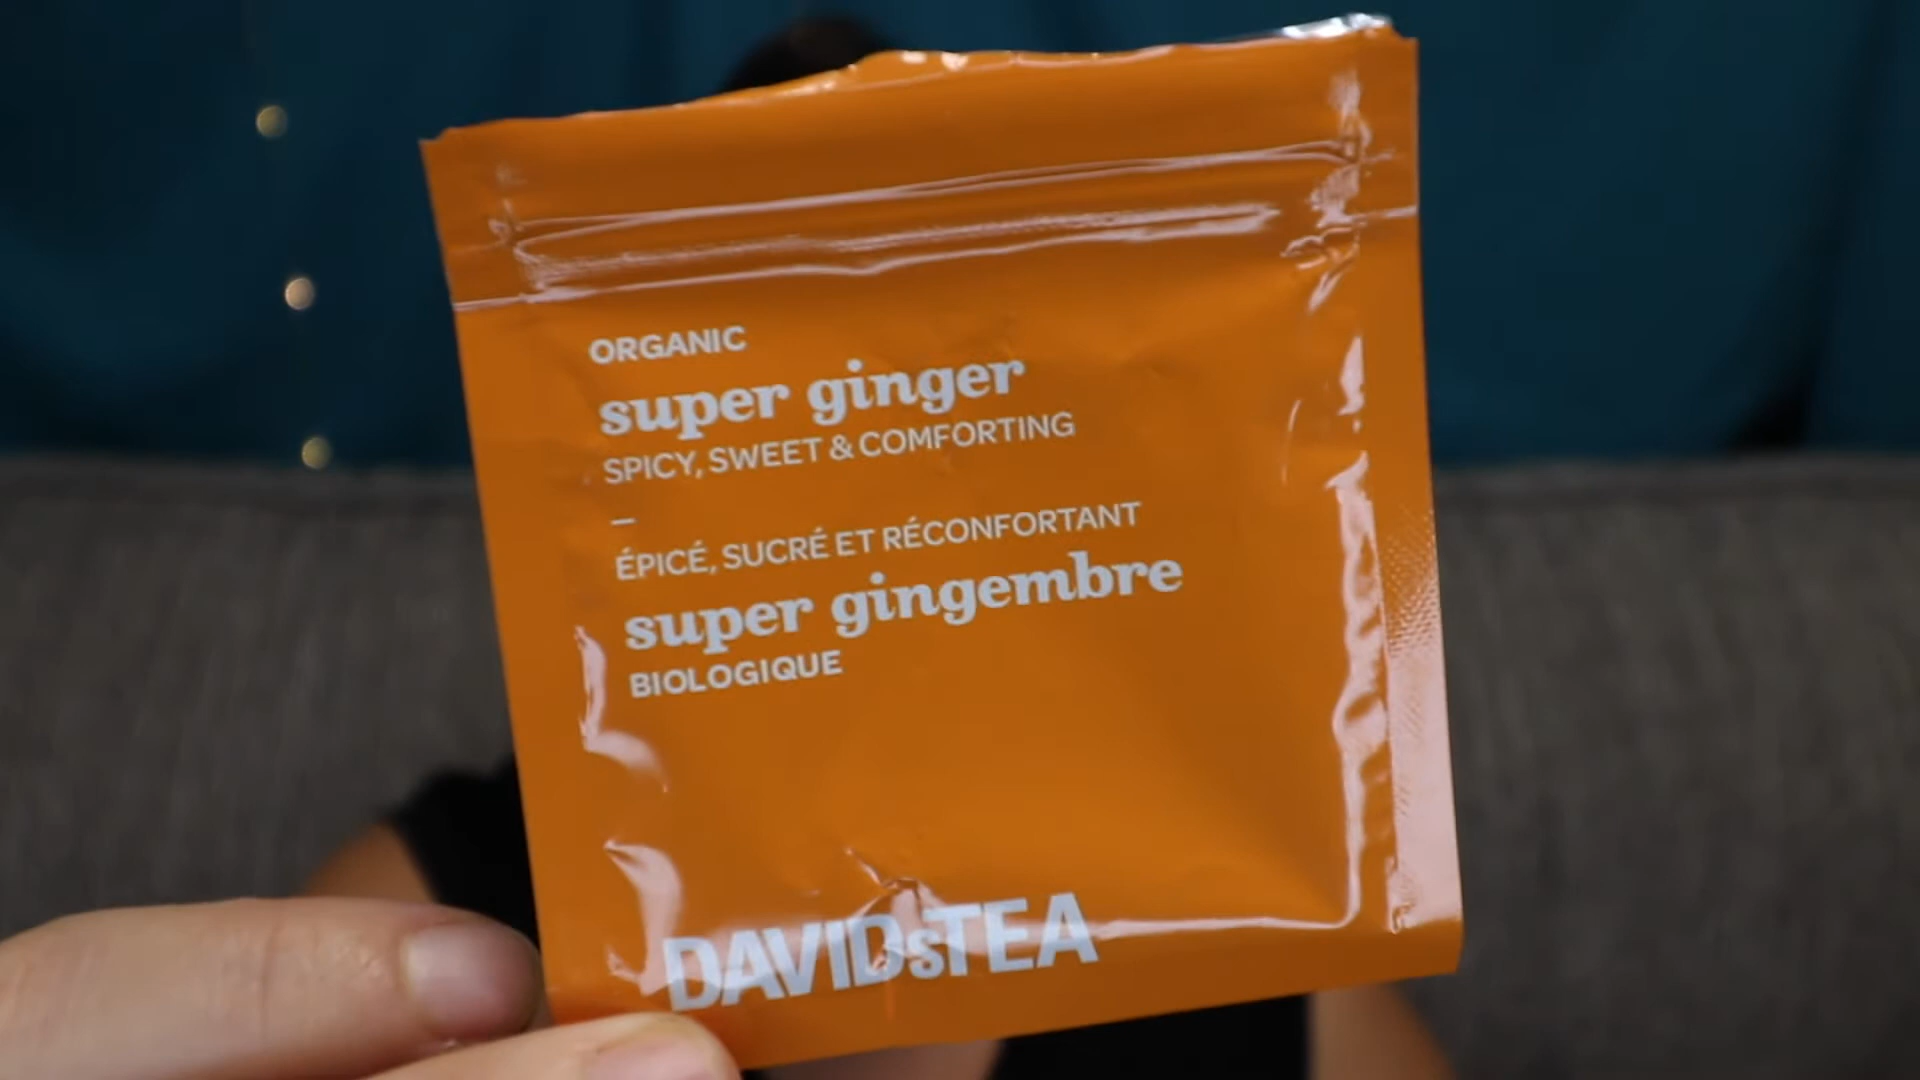 ORGANIC
super ginger
SPICY, SWEET & COMFORTING
–
ÉPICÉ, SUCRÉ ET RÉCONFORTANT
super gingembre
BIOLOGIQUE
DAVIDsTEA